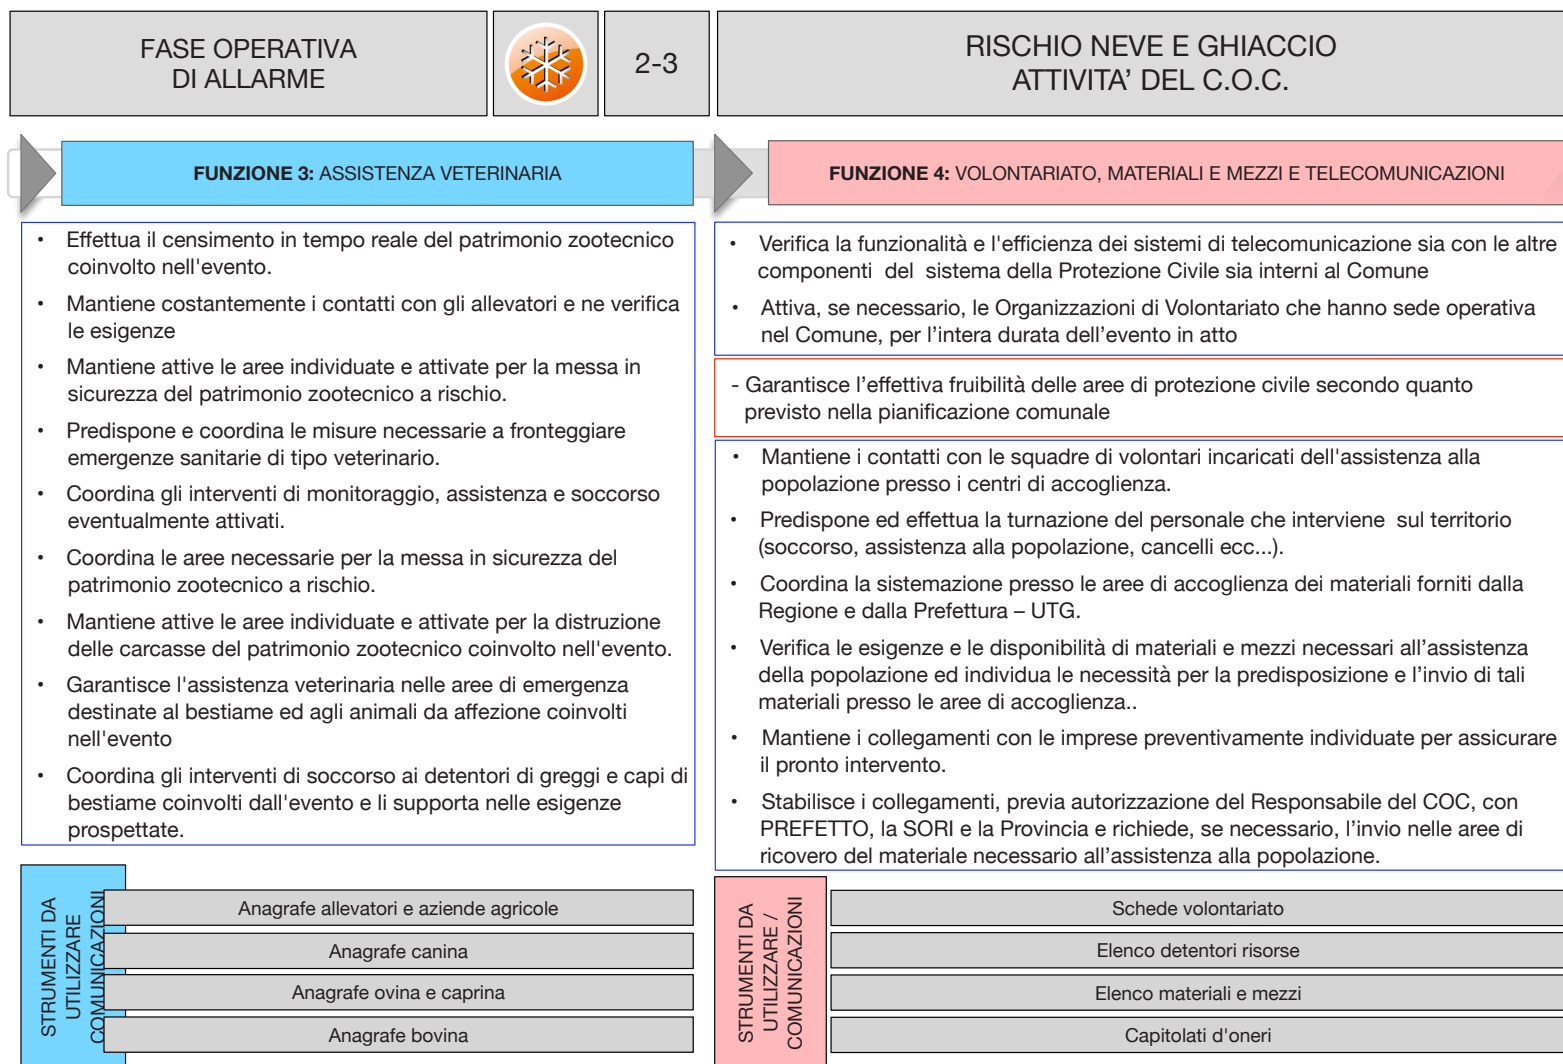 FASE OPERATIVA
DI ALLARME
2-3
RISCHIO NEVE E GHIACCIO
ATTIVITA’ DEL C.O.C.
FUNZIONE 3: ASSISTENZA VETERINARIA
• Effettua il censimento in tempo reale del patrimonio zootecnico
coinvolto nell'evento.
• Mantiene costantemente i contatti con gli allevatori e ne verifica
le esigenze
• Mantiene attive le aree individuate e attivate per la messa in
sicurezza del patrimonio zootecnico a rischio.
• Predispone e coordina le misure necessarie a fronteggiare
emergenze sanitarie di tipo veterinario.
• Coordina gli interventi di monitoraggio, assistenza e soccorso
eventualmente attivati.
• Coordina le aree necessarie per la messa in sicurezza del
patrimonio zootecnico a rischio.
• Mantiene attive le aree individuate e attivate per la distruzione
delle carcasse del patrimonio zootecnico coinvolto nell'evento.
• Garantisce l'assistenza veterinaria nelle aree di emergenza
destinate al bestiame ed agli animali da affezione coinvolti
nell'evento
• Coordina gli interventi di soccorso ai detentori di greggi e capi di
bestiame coinvolti dall'evento e li supporta nelle esigenze
prospettate.
STRUMENTI DA
UTILIZZARE
COMUNICAZIONI
Anagrafe allevatori e aziende agricole
Anagrafe canina
Anagrafe ovina e caprina
Anagrafe bovina
FUNZIONE 4: VOLONTARIATO, MATERIALI E MEZZI E TELECOMUNICAZIONI
• Verifica la funzionalità e l'efficienza dei sistemi di telecomunicazione sia con le altre
componenti del sistema della Protezione Civile sia interni al Comune
• Attiva, se necessario, le Organizzazioni di Volontariato che hanno sede operativa
nel Comune, per l’intera durata dell’evento in atto
- Garantisce l’effettiva fruibilità delle aree di protezione civile secondo quanto
previsto nella pianificazione comunale
• Mantiene i contatti con le squadre di volontari incaricati dell'assistenza alla
popolazione presso i centri di accoglienza.
• Predispone ed effettua la turnazione del personale che interviene sul territorio
(soccorso, assistenza alla popolazione, cancelli ecc...).
• Coordina la sistemazione presso le aree di accoglienza dei materiali forniti dalla
Regione e dalla Prefettura – UTG.
• Verifica le esigenze e le disponibilità di materiali e mezzi necessari all’assistenza
della popolazione ed individua le necessità per la predisposizione e l’invio di tali
materiali presso le aree di accoglienza..
• Mantiene i collegamenti con le imprese preventivamente individuate per assicurare
il pronto intervento.
• Stabilisce i collegamenti, previa autorizzazione del Responsabile del COC, con
PREFETTO, la SORI e la Provincia e richiede, se necessario, l’invio nelle aree di
ricovero del materiale necessario all’assistenza alla popolazione.
STRUMENTI DA
UTILIZZARE /
COMUNICAZIONI
Schede volontariato
Elenco detentori risorse
Elenco materiali e mezzi
Capitolati d'oneri